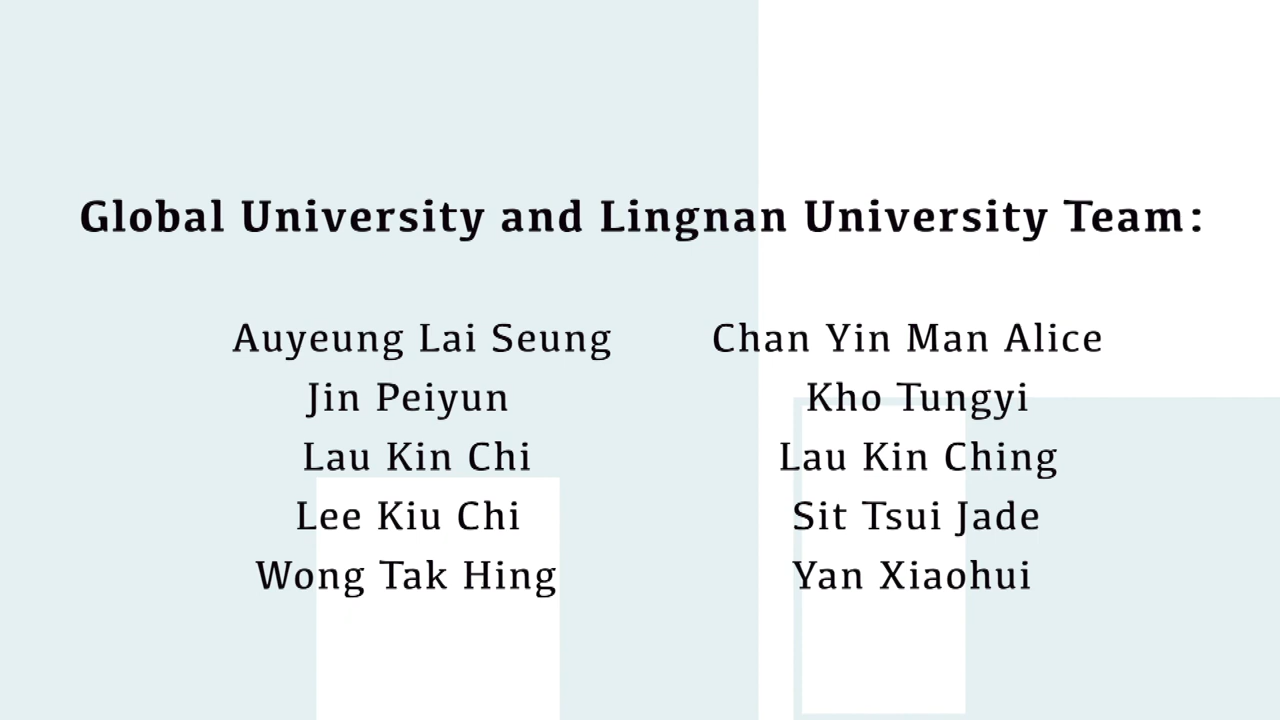 Global University and Lingnan University Team:
Auyeung Lai Seung Chan Yin Man Alice
Jin Peiyun Kho Tungyi
Lau Kin Chi Lau Kin Ching
Lee Kiu Chi Sit Tsui Jade
Wong Tak Hing Yan Xiaohui